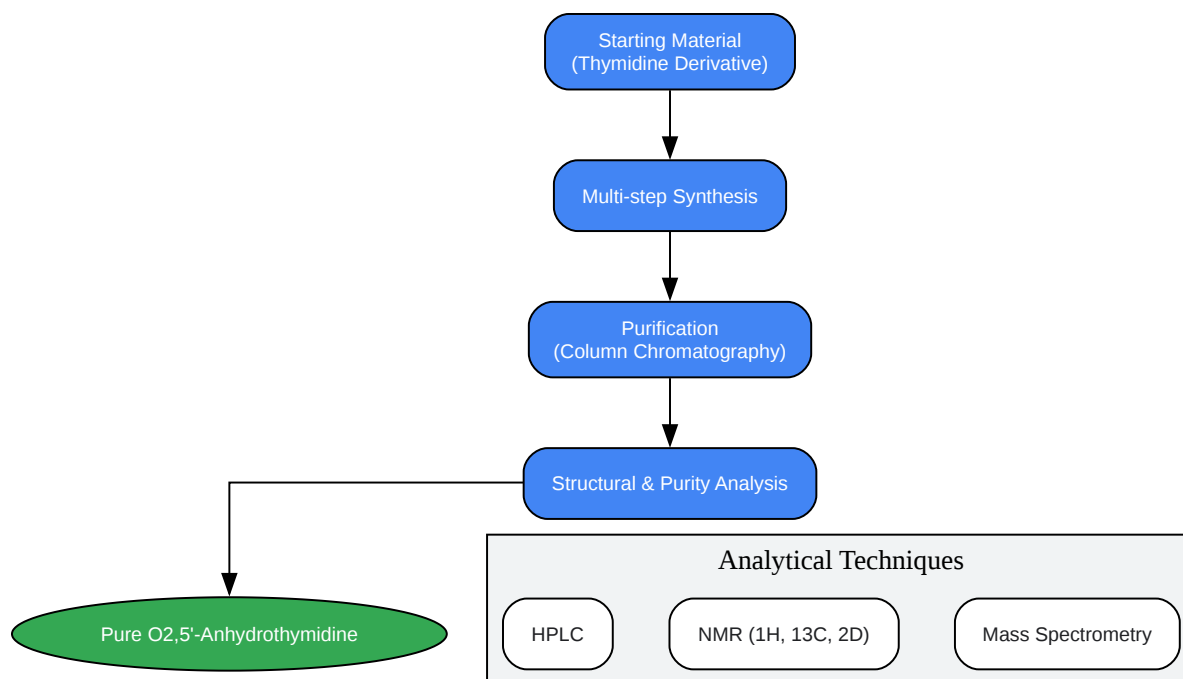 Starting Material
(Thymidine Derivative)
Multi-step Synthesis
Purification
(Column Chromatography)
Structural & Purity Analysis
Analytical Techniques
Pure O2,5'-Anhydrothymidine
HPLC
NMR (1H, 13C, 2D)
Mass Spectrometry